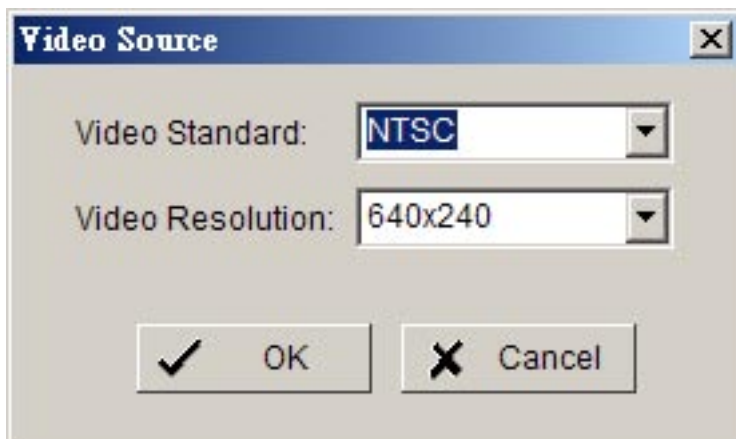 Video Source
Video Standard: NTSC
Video Resolution: 640x240
OK Cancel